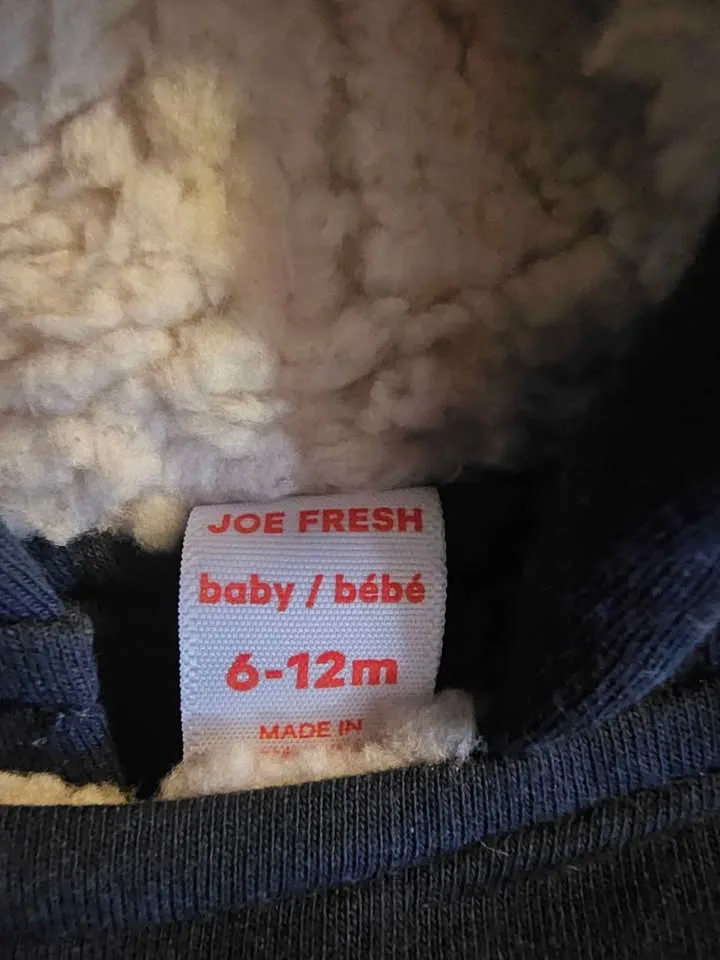 JOE FRESH
baby / bébé
6-12m
MADE IN